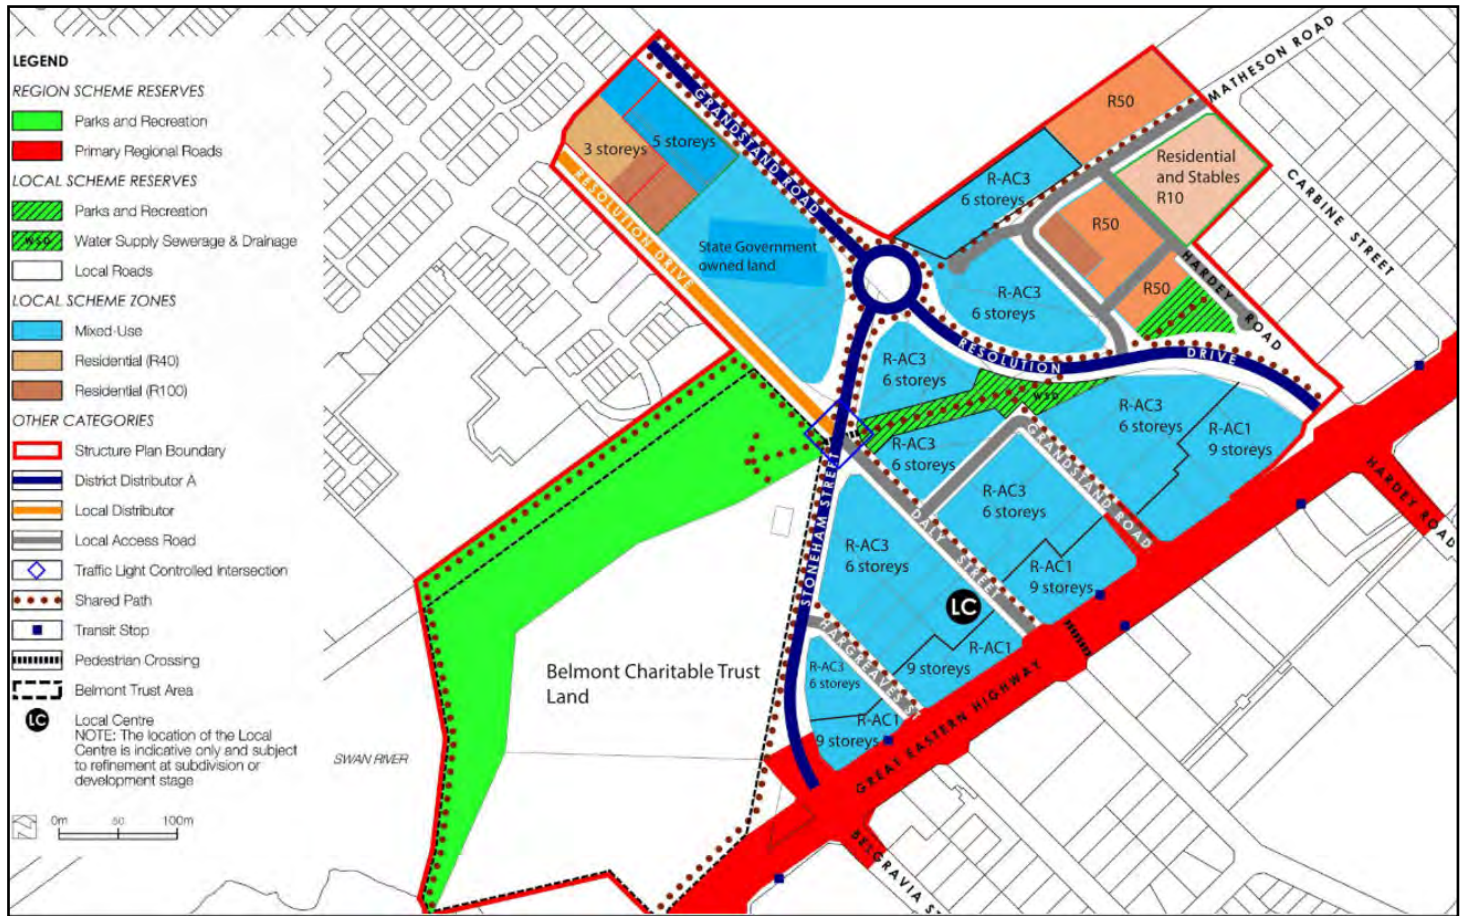 LEGEND
REGION SCHEME RESERVES
Parks and Recreation
Primary Regional Roads
LOCAL SCHEME RESERVES
Parks and Recreation
WSD
Water Supply Sewerage & Drainage
Local Roads
LOCAL SCHEME ZONES
Mixed-Use
Residential (R40)
Residential (R100)
OTHER CATEGORIES
Structure Plan Boundary
District Distributor A
Local Distributor
Local Access Road
Traffic Light Controlled Intersection
Shared Path
Transit Stop
Pedestrian Crossing
Belmont Trust Area
LC
Local Centre
NOTE: The location of the Local
Centre is indicative only and subject
to refinement at subdivision or
development stage
0m 50 100m
GRANDSTAND ROAD
3 storeys
5 storeys
RESOLUTION DRIVE
State Government
owned land
R50
MATHESON ROAD
R-AC3
6 storeys
Residential
and Stables
R10
CARBINE STREET
R50
HARDEY ROAD
R50
R-AC3
6 storeys
RESOLUTION DRIVE
R-AC3
6 storeys
WSD
R-AC3
6 storeys
R-AC1
9 storeys
R-AC3
6 storeys
GRANDSTAND ROAD
HARDEY ROAD
R-AC3
6 storeys
STONEHAM STREET
DALY STREET
R-AC3
6 storeys
R-AC1
9 storeys
LC
HARGREAVES ST
R-AC1
9 storeys
R-AC3
6 storeys
R-AC1
9 storeys
Belmont Charitable Trust
Land
SWAN RIVER
GREAT EASTERN HIGHWAY
BELGRAVIA ST